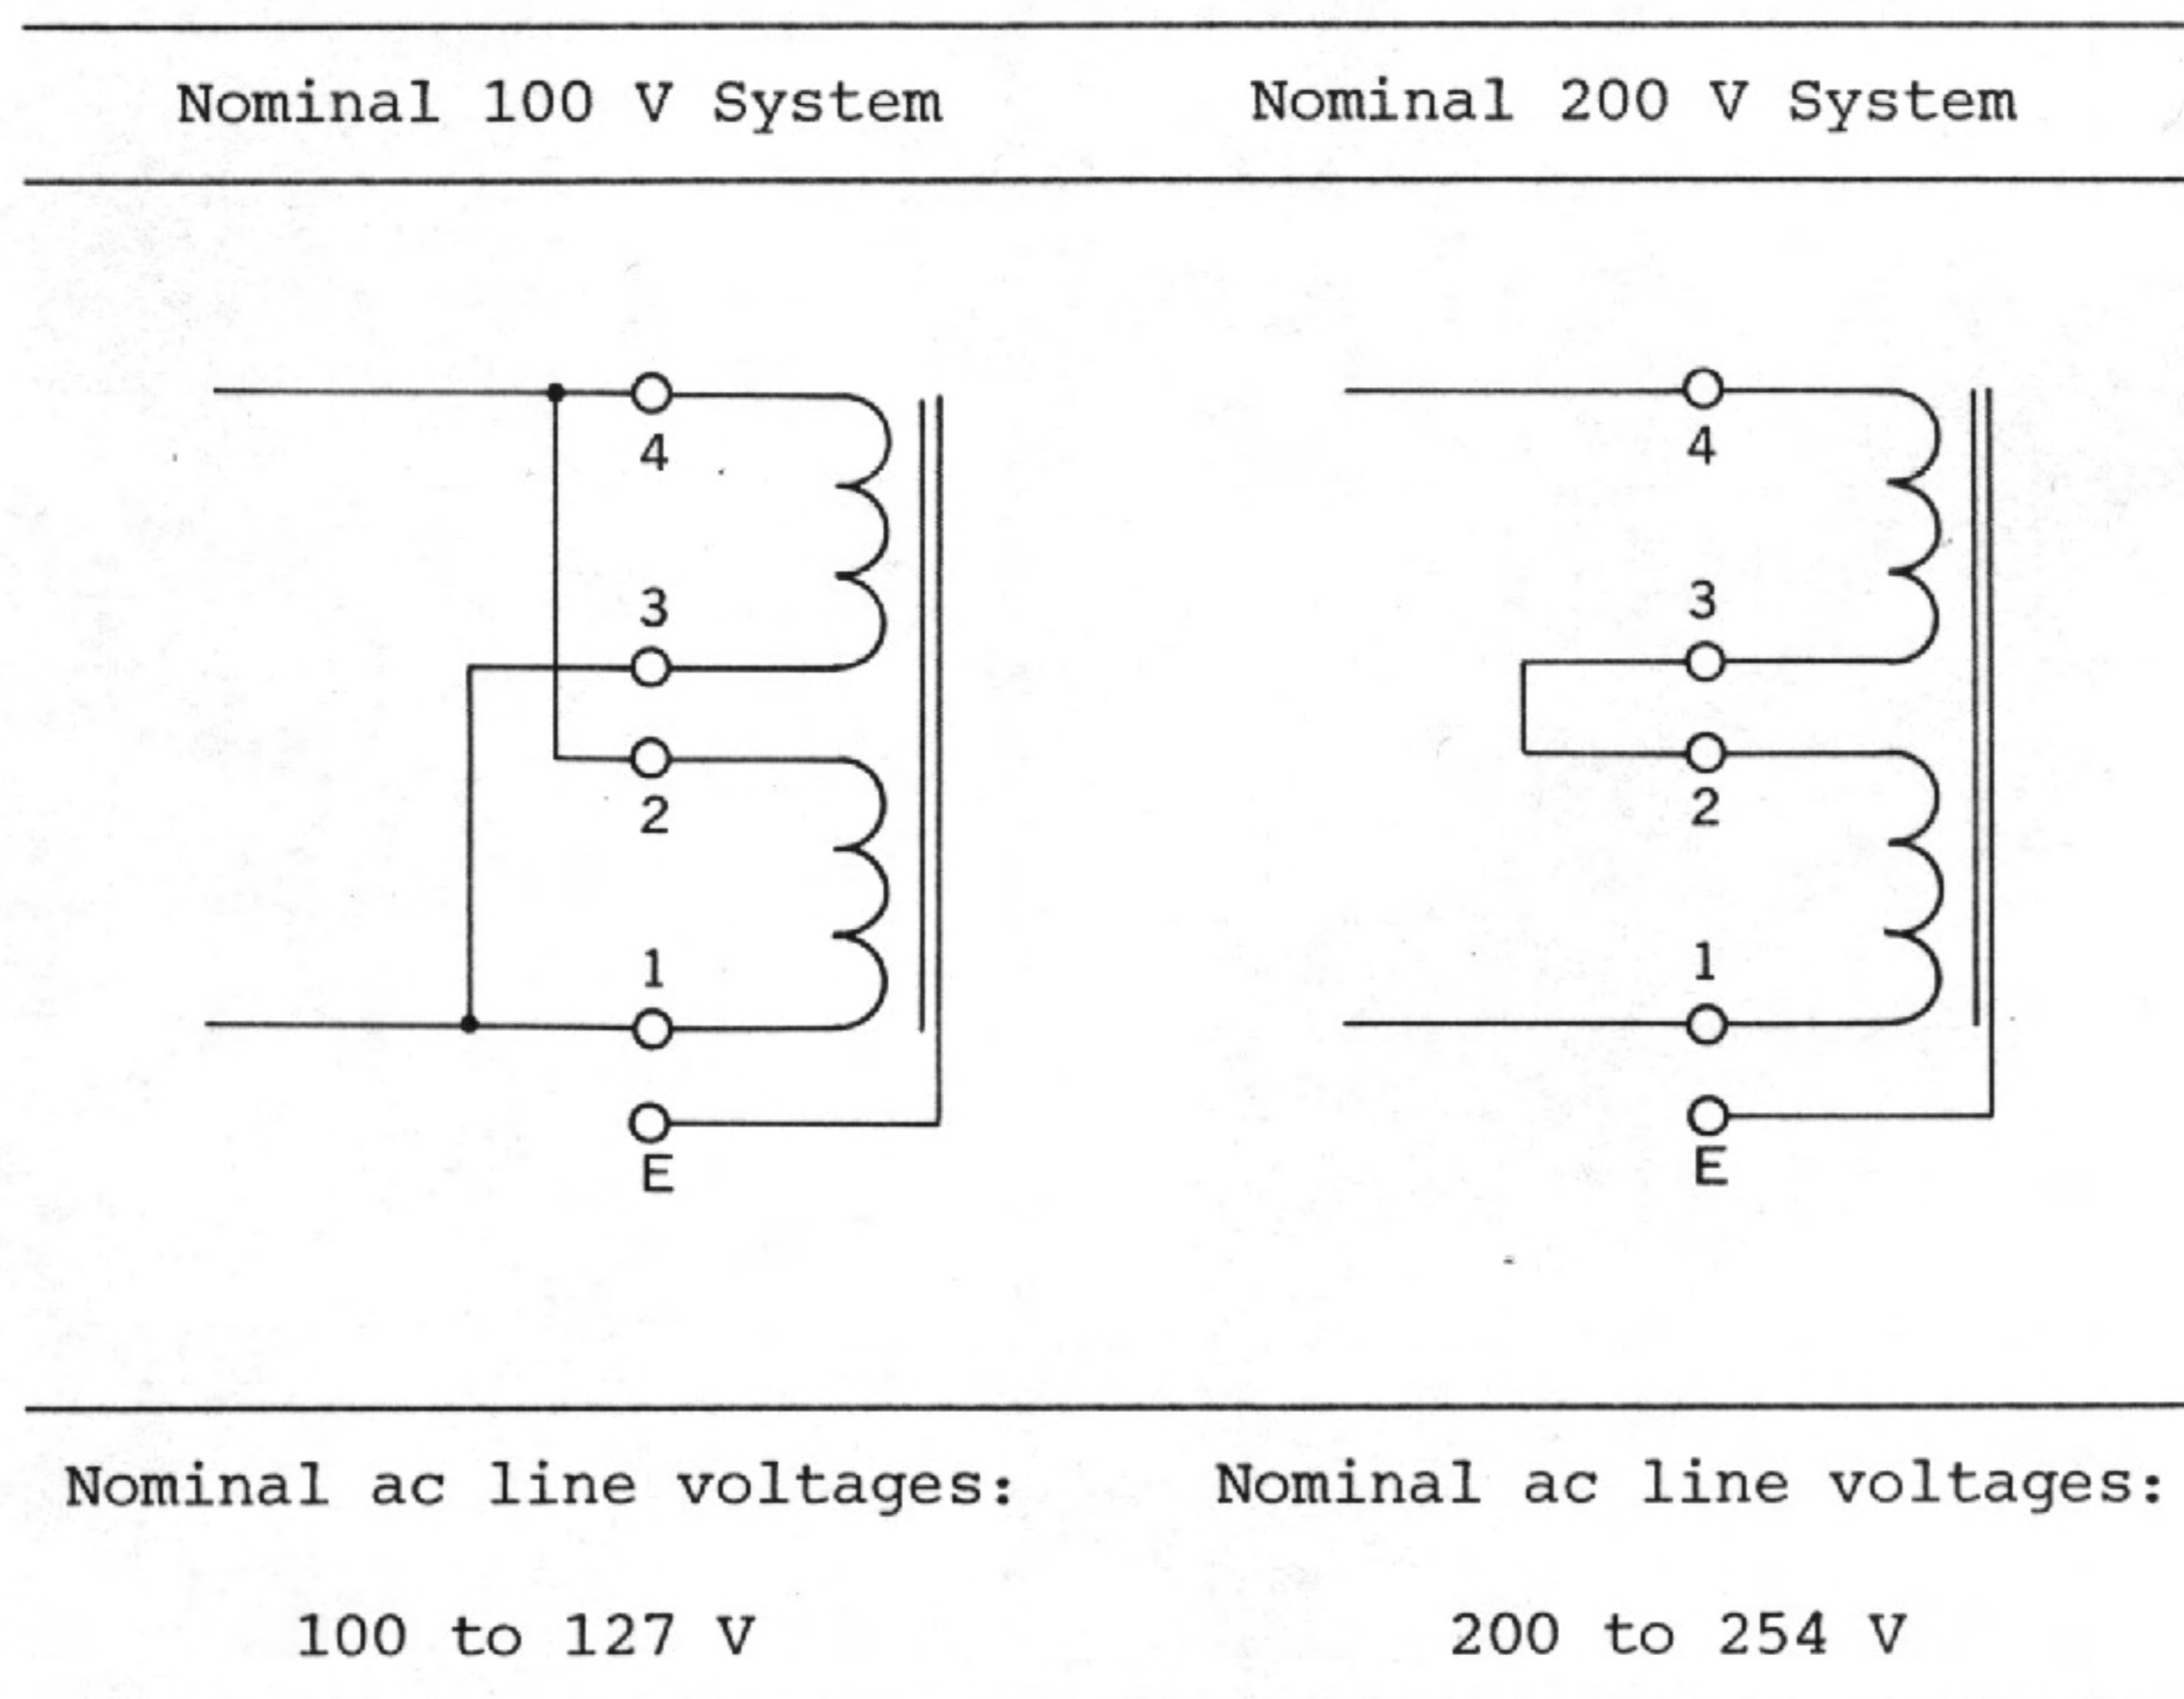 Nominal 100 V System
Nominal 200 V System
4
3
2
1
E
4
3
2
1
E
Nominal ac line voltages:
100 to 127 V
Nominal ac line voltages:
200 to 254 V